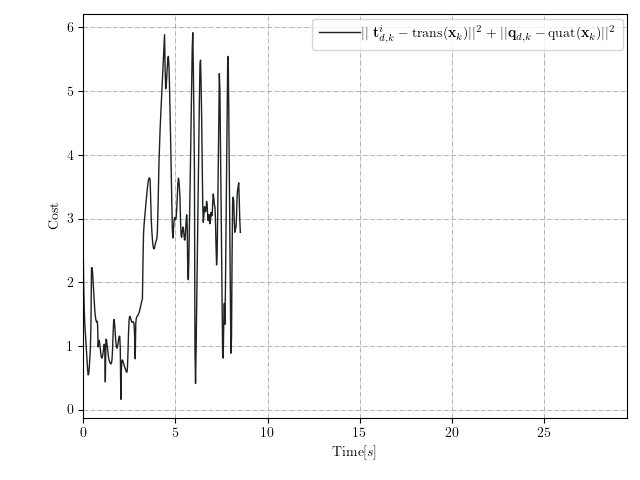 || t^i_{d,k} − trans(x_k)||² + ||q_{d,k} − quat(x_k)||²
6
5
4
3
2
1
0
Cost
0 5 10 15 20 25
Time[s]